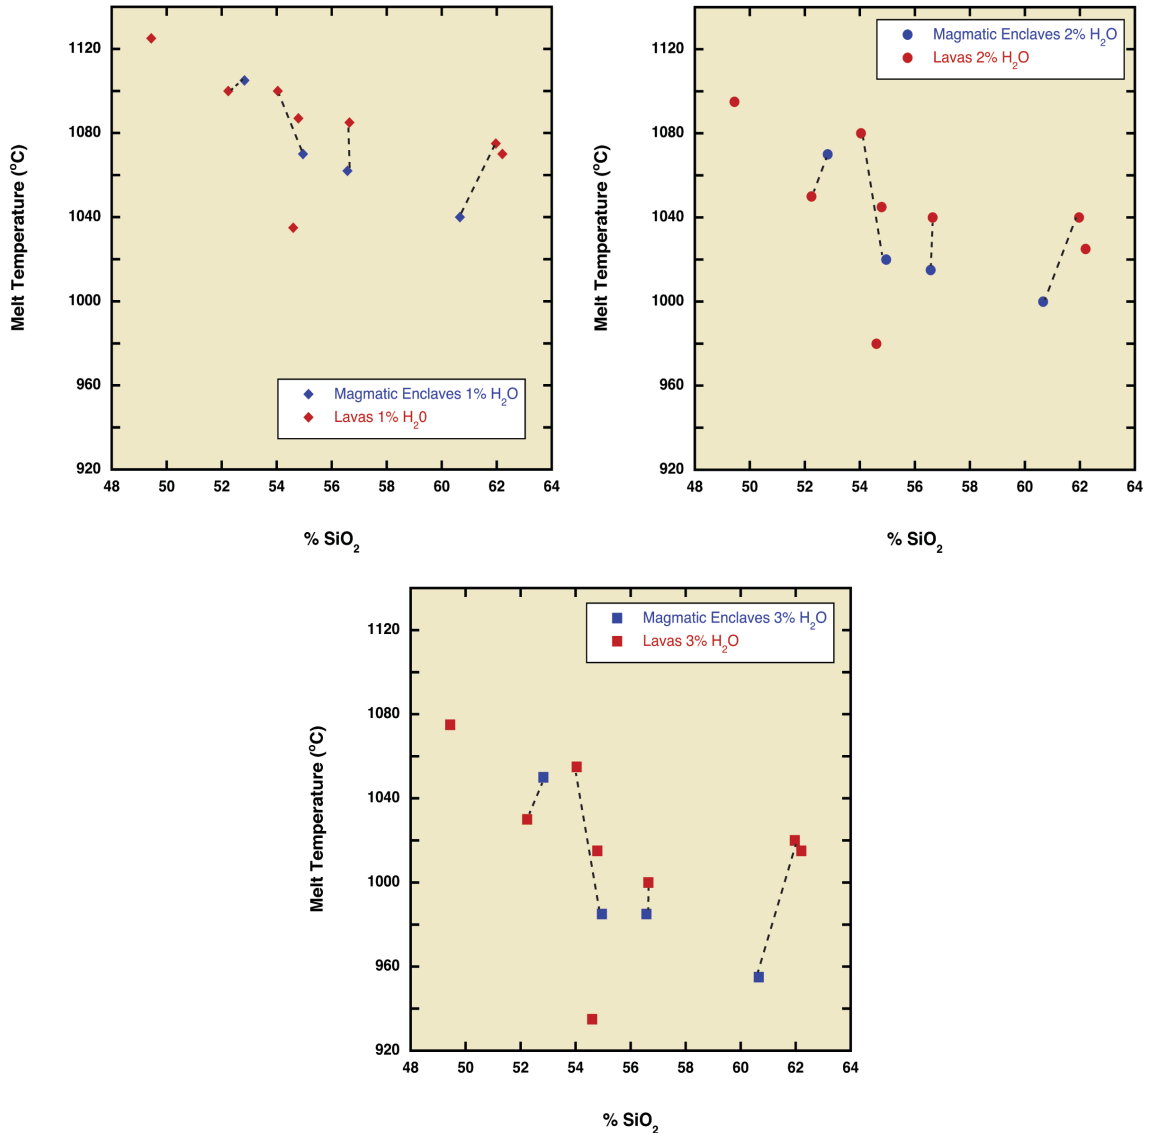 1120
1080
1040
1000
960
920
48 50 52 54 56 58 60 62 64
Melt Temperature (°C)
% SiO₂
Magmatic Enclaves 1% H₂O
Lavas 1% H₂0
1120
1080
1040
1000
960
920
48 50 52 54 56 58 60 62 64
Melt Temperature (°C)
% SiO₂
Magmatic Enclaves 2% H₂O
Lavas 2% H₂O
1120
1080
1040
1000
960
920
48 50 52 54 56 58 60 62 64
Melt Temperature (°C)
% SiO₂
Magmatic Enclaves 3% H₂O
Lavas 3% H₂O